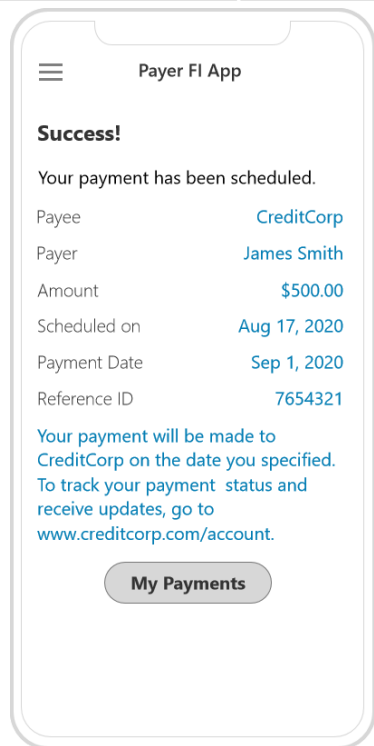 Payer FI App
Success!
Your payment has been scheduled.
Payee CreditCorp
Payer James Smith
Amount $500.00
Scheduled on Aug 17, 2020
Payment Date Sep 1, 2020
Reference ID 7654321
Your payment will be made to
CreditCorp on the date you specified.
To track your payment status and
receive updates, go to
www.creditcorp.com/account.
My Payments